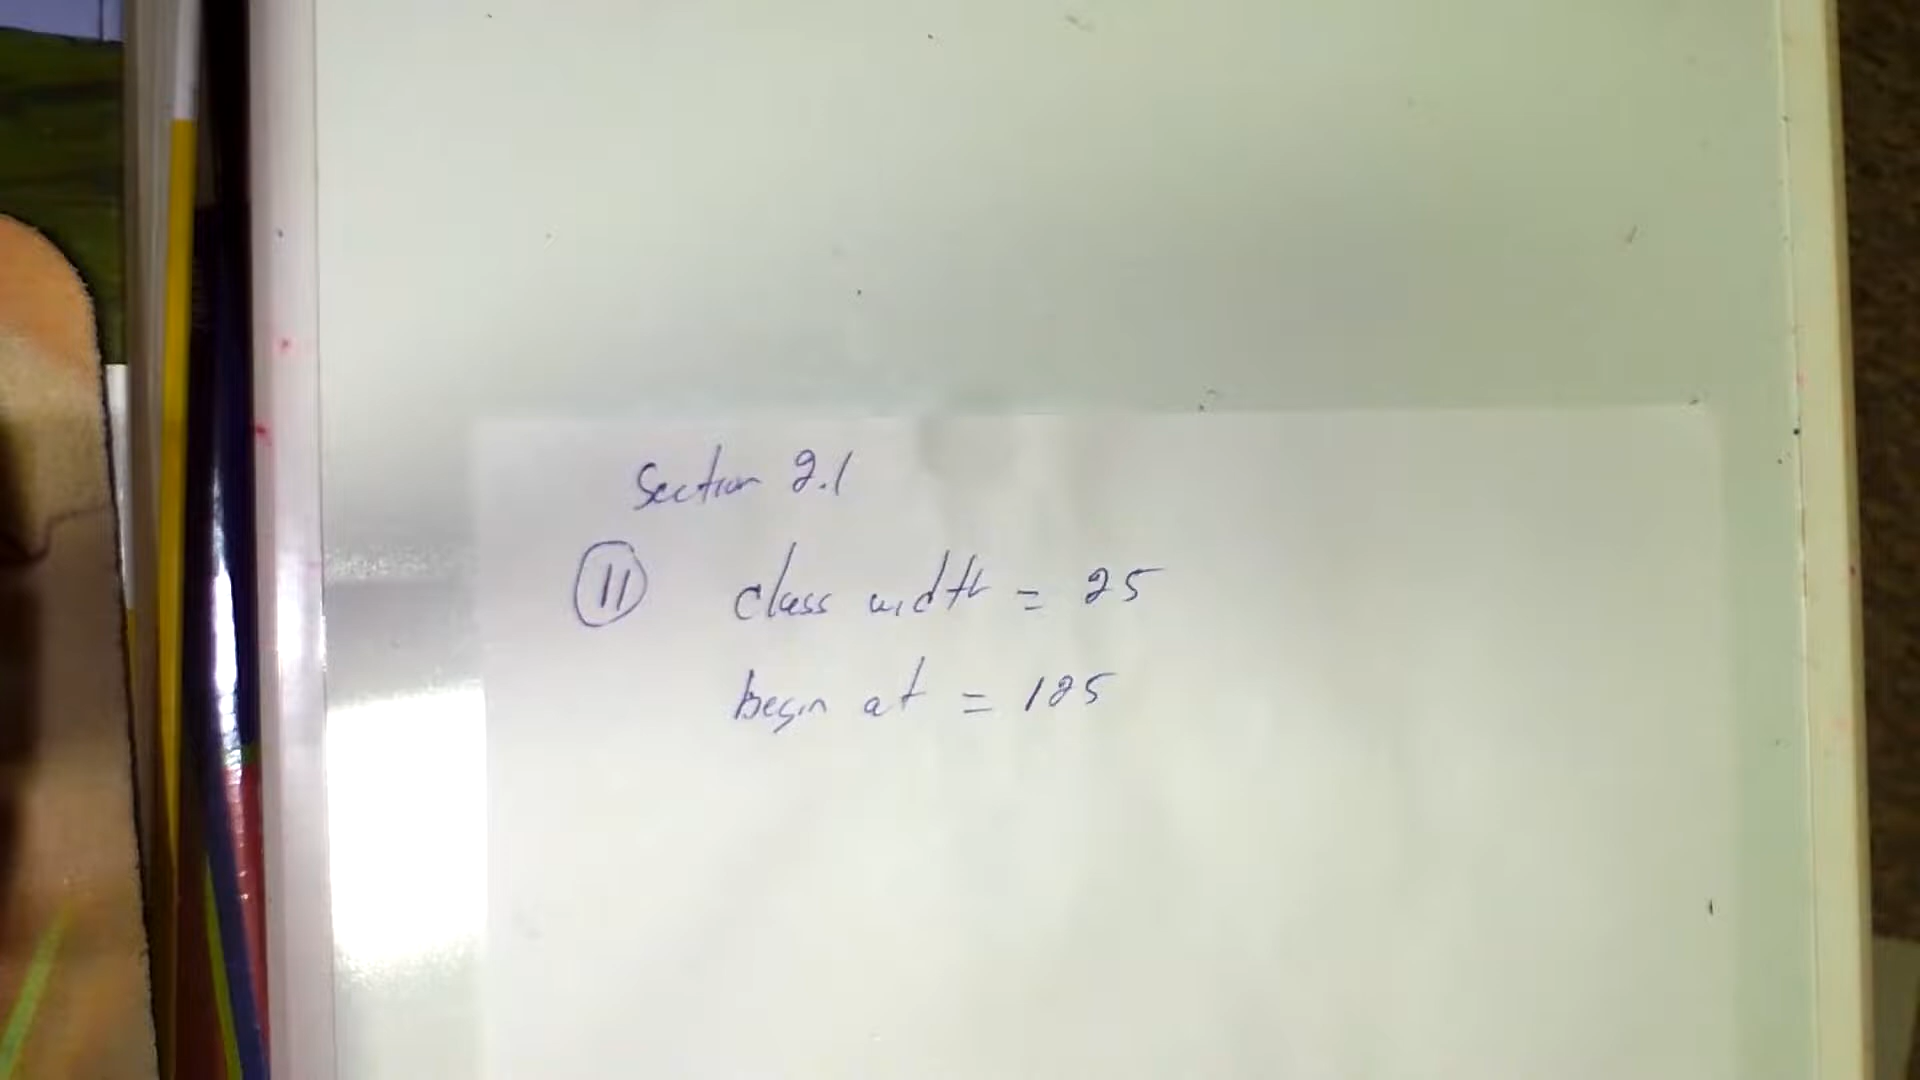 Section 2.1
11 class width = 25
begin at = 125